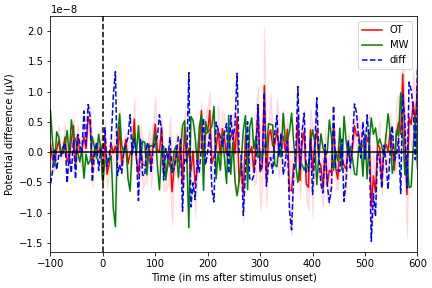 1e−8
OT
MW
diff
2.0
1.5
1.0
0.5
0.0
−0.5
−1.0
−1.5
Potential difference (μV)
−100 0 100 200 300 400 500 600
Time (in ms after stimulus onset)